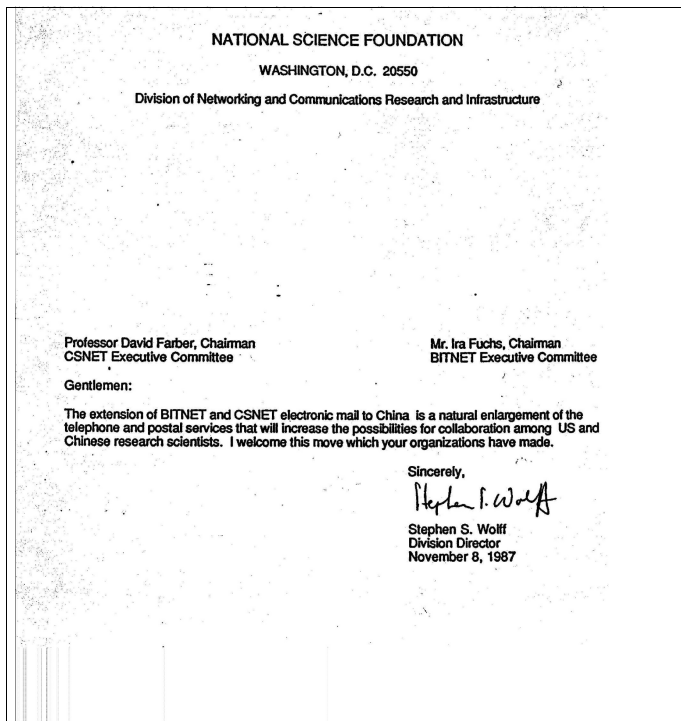 NATIONAL SCIENCE FOUNDATION
WASHINGTON, D.C. 20550
Division of Networking and Communications Research and Infrastructure
Professor David Farber, Chairman
CSNET Executive Committee
Mr. Ira Fuchs, Chairman
BITNET Executive Committee
Gentlemen:
The extension of BITNET and CSNET electronic mail to China is a natural enlargement of the
telephone and postal services that will increase the possibilities for collaboration among US and
Chinese research scientists. I welcome this move which your organizations have made.
Sincerely,
Stephen S. Wolff
Stephen S. Wolff
Division Director
November 8, 1987